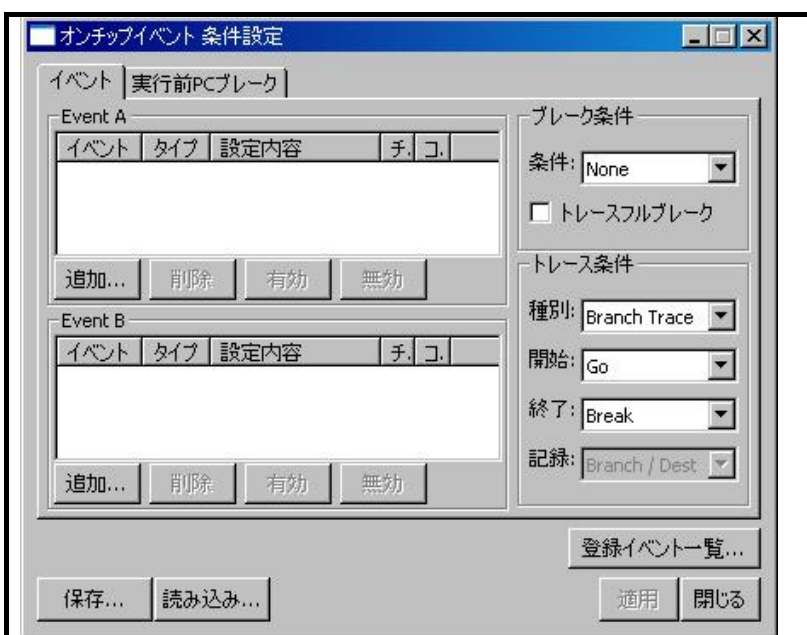 オンチップイベント 条件設定
イベント 実行前PCブレーク
Event A
イベント タイプ 設定内容 チ. コ.
追加... 削除 有効 無効
Event B
イベント タイプ 設定内容 チ. コ.
追加... 削除 有効 無効
ブレーク条件
条件: None
トレースフルブレーク
トレース条件
種別: Branch Trace
開始: Go
終了: Break
記録: Branch / Dest
登録イベント一覧...
保存... 読み込み... 適用 閉じる